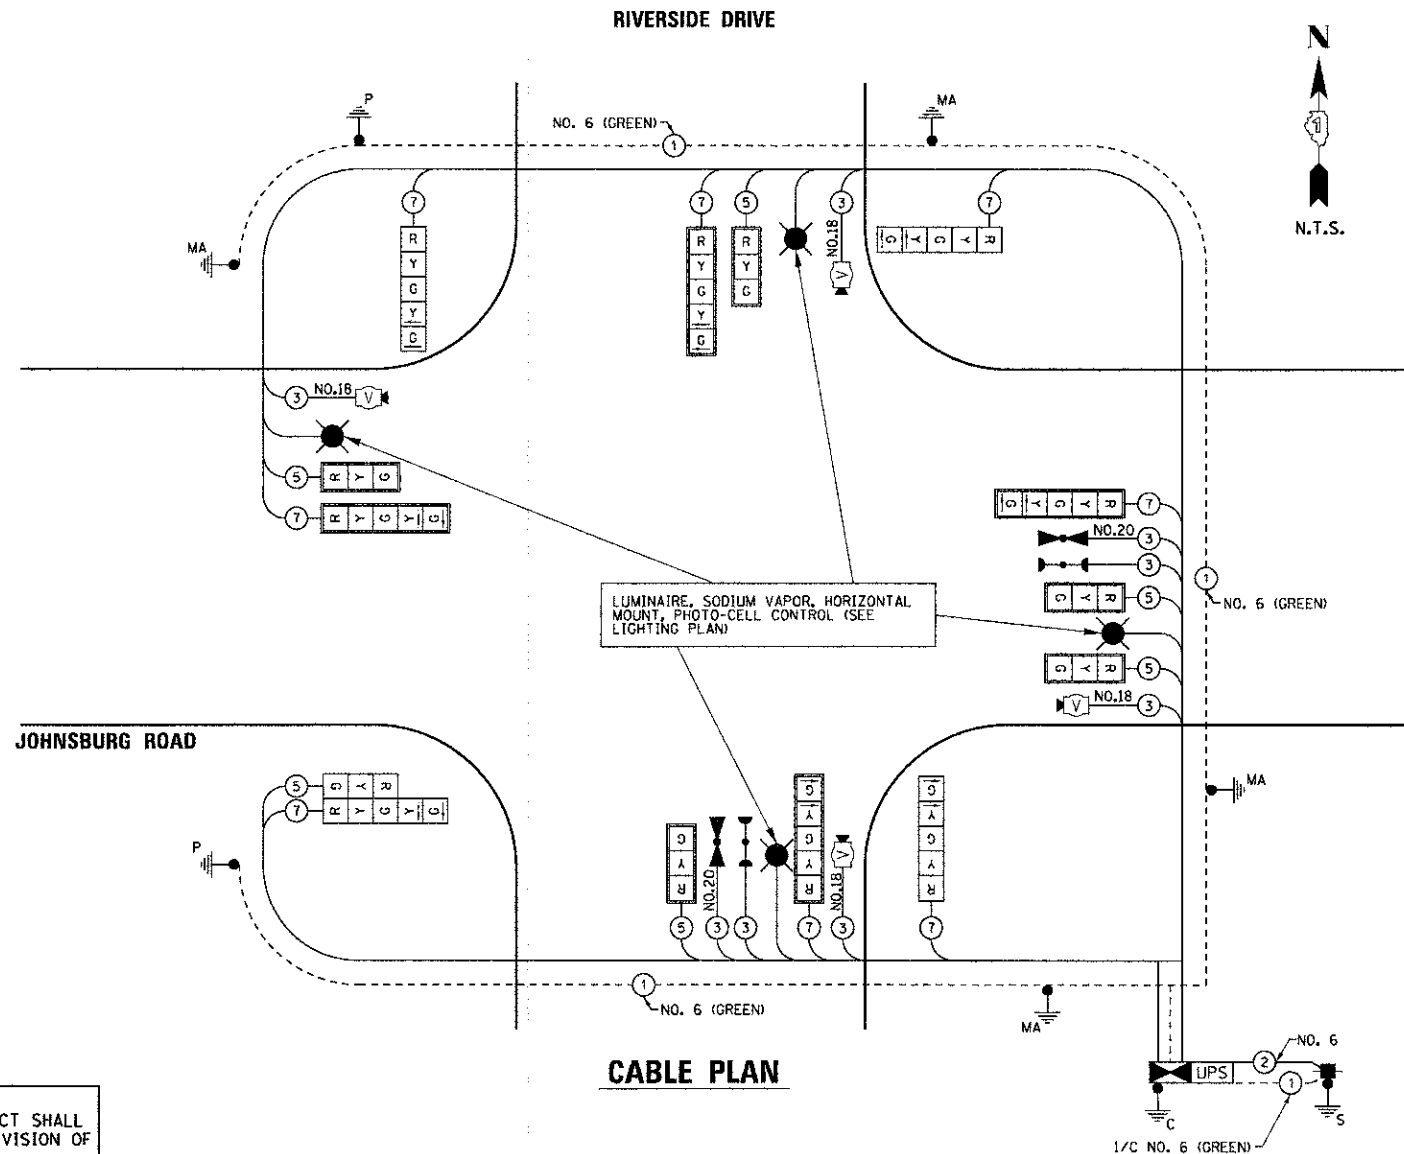 RIVERSIDE DRIVE
N
1
N.T.S.
P
MA
NO. 6 (GREEN)
1
MA
7
7
5
3
7
NO.18
R
Y
G
Y
G
R
Y
G
Y
G
R
Y
G
V
G Y G Y R
3 NO.18 V
5 R Y G
7 R Y G Y G
G Y G Y R 7
NO.20 3
3
G Y R 5
G Y R 5
NO.18
V 3
1
NO. 6 (GREEN)
LUMINAIRE, SODIUM VAPOR, HORIZONTAL
MOUNT, PHOTO-CELL CONTROL (SEE
LIGHTING PLAN)
JOHNSBURG ROAD
5 G Y R
7 R Y G Y G
P
G
Y
R
NO.20
G
Y
G
Y
R
V
NO.18
G
Y
G
Y
R
5
3
3
7
3
7
MA
1
NO. 6 (GREEN)
MA
CABLE PLAN
UPS
2
NO. 6
1
C
S
1/C NO. 6 (GREEN)
CT SHALL
VISION OF